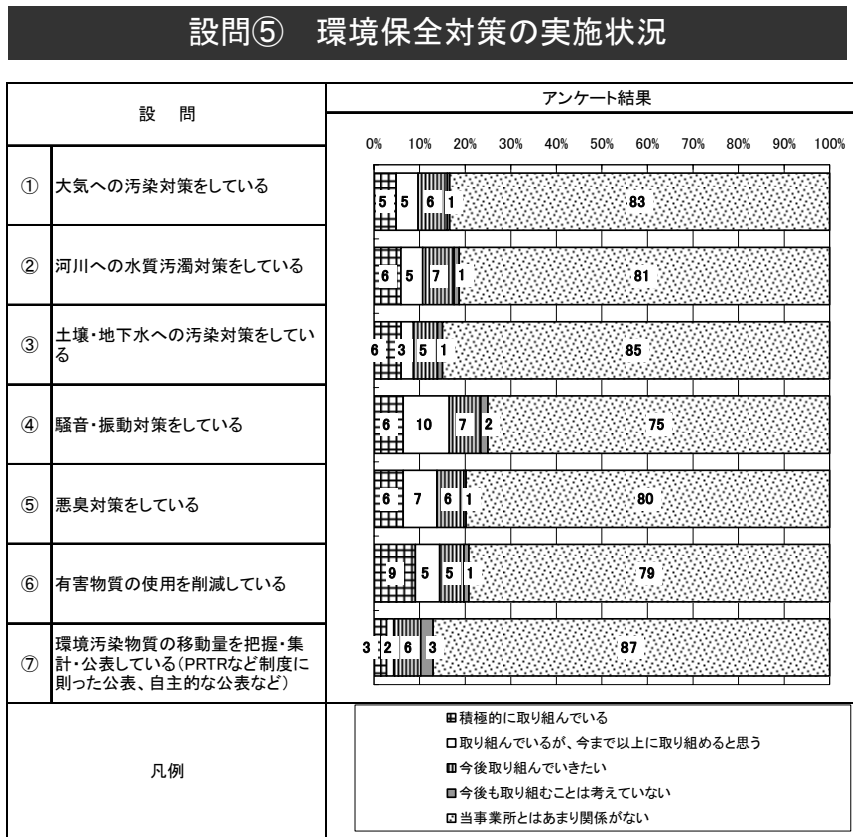 設問⑤　環境保全対策の実施状況
設　問
アンケート結果
0% 10% 20% 30% 40% 50% 60% 70% 80% 90% 100%
① 大気への汚染対策をしている
5 5 6 1 83
② 河川への水質汚濁対策をしている
6 5 7 1 81
③ 土壌・地下水への汚染対策をしてい
る
6 3 5 1 85
④ 騒音・振動対策をしている
6 10 7 2 75
⑤ 悪臭対策をしている
6 7 6 1 80
⑥ 有害物質の使用を削減している
9 5 5 1 79
⑦ 環境汚染物質の移動量を把握・集
計・公表している(PRTRなど制度に
則った公表、自主的な公表など)
3 2 6 3 87
凡例
積極的に取り組んでいる
取り組んでいるが、今まで以上に取り組めると思う
今後取り組んでいきたい
今後も取り組むことは考えていない
当事業所とはあまり関係がない